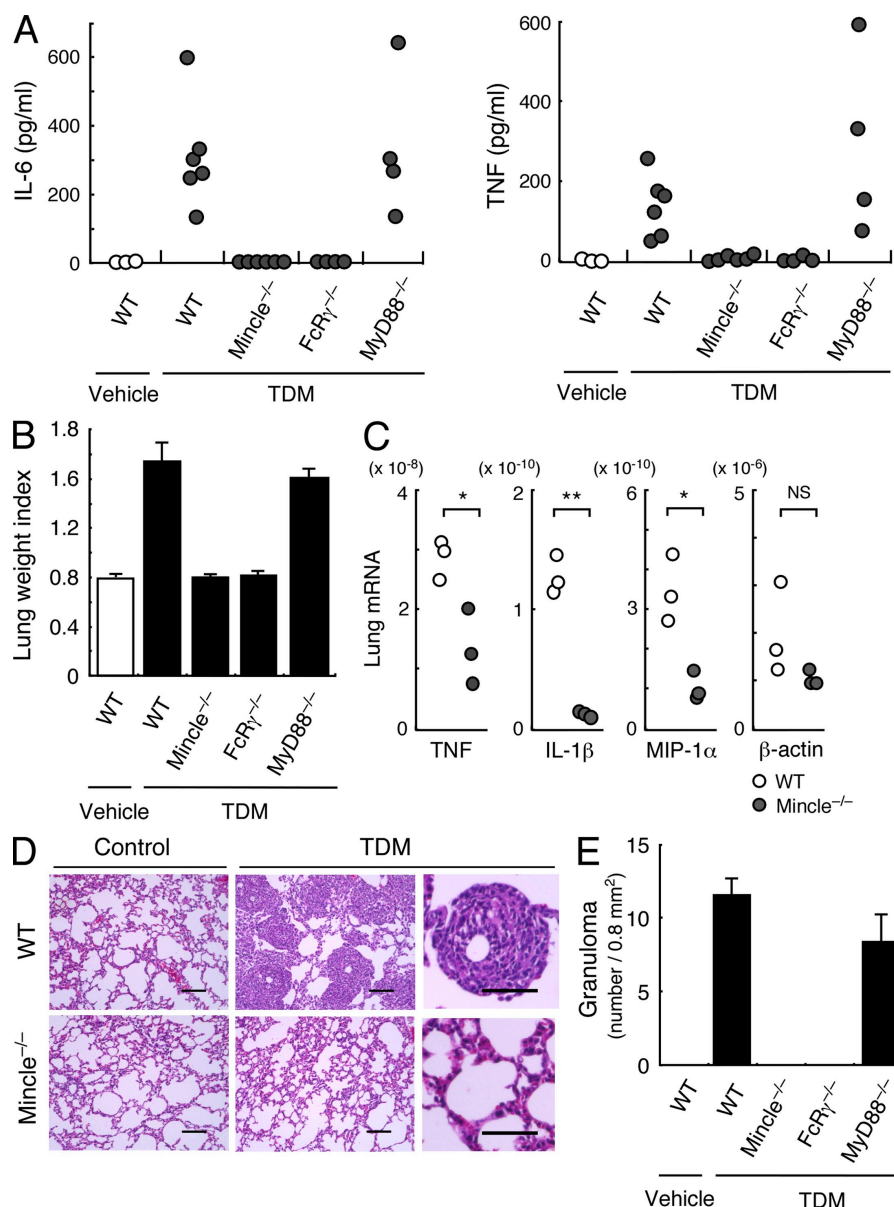 A
IL-6 (pg/ml)
600
400
200
0
WT
WT
Mincle−/−
FcRγ−/−
MyD88−/−
Vehicle
TDM
TNF (pg/ml)
600
400
200
0
WT
WT
Mincle−/−
FcRγ−/−
MyD88−/−
Vehicle
TDM
B
Lung weight index
1.8
1.6
1.2
0.8
0.4
0
WT
WT
Mincle−/−
FcRγ−/−
MyD88−/−
Vehicle
TDM
C
Lung mRNA
(x 10-8)
4
2
0
*
TNF
(x 10-10)
2
1
0
**
IL-1β
(x 10-10)
6
3
0
*
MIP-1α
(x 10-6)
5
0
NS
β-actin
WT
Mincle−/−
D
Control
TDM
WT
Mincle−/−
E
Granuloma
(number / 0.8 mm2)
15
10
5
0
WT
WT
Mincle−/−
FcRγ−/−
MyD88−/−
Vehicle
TDM